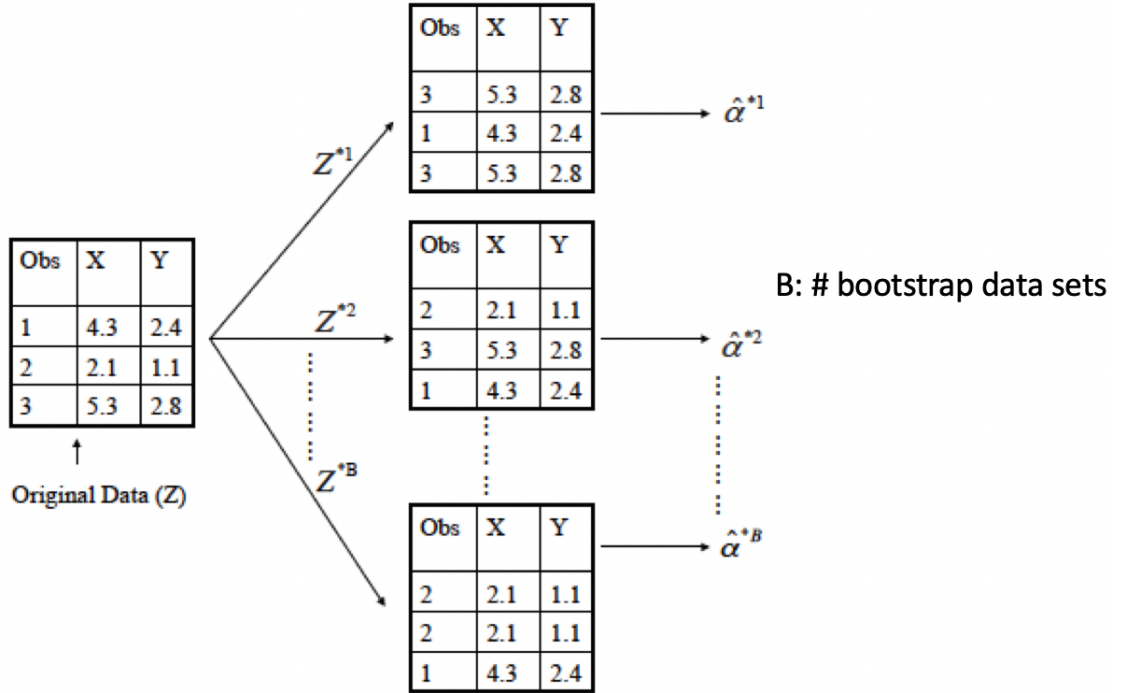 Obs X Y
3 5.3 2.8
1 4.3 2.4
3 5.3 2.8
α̂*1
Z*1
Obs X Y
1 4.3 2.4
2 2.1 1.1
3 5.3 2.8
Original Data (Z)
Z*2
Obs X Y
2 2.1 1.1
3 5.3 2.8
1 4.3 2.4
α̂*2
B: # bootstrap data sets
Z*B
Obs X Y
2 2.1 1.1
2 2.1 1.1
1 4.3 2.4
α̂*B